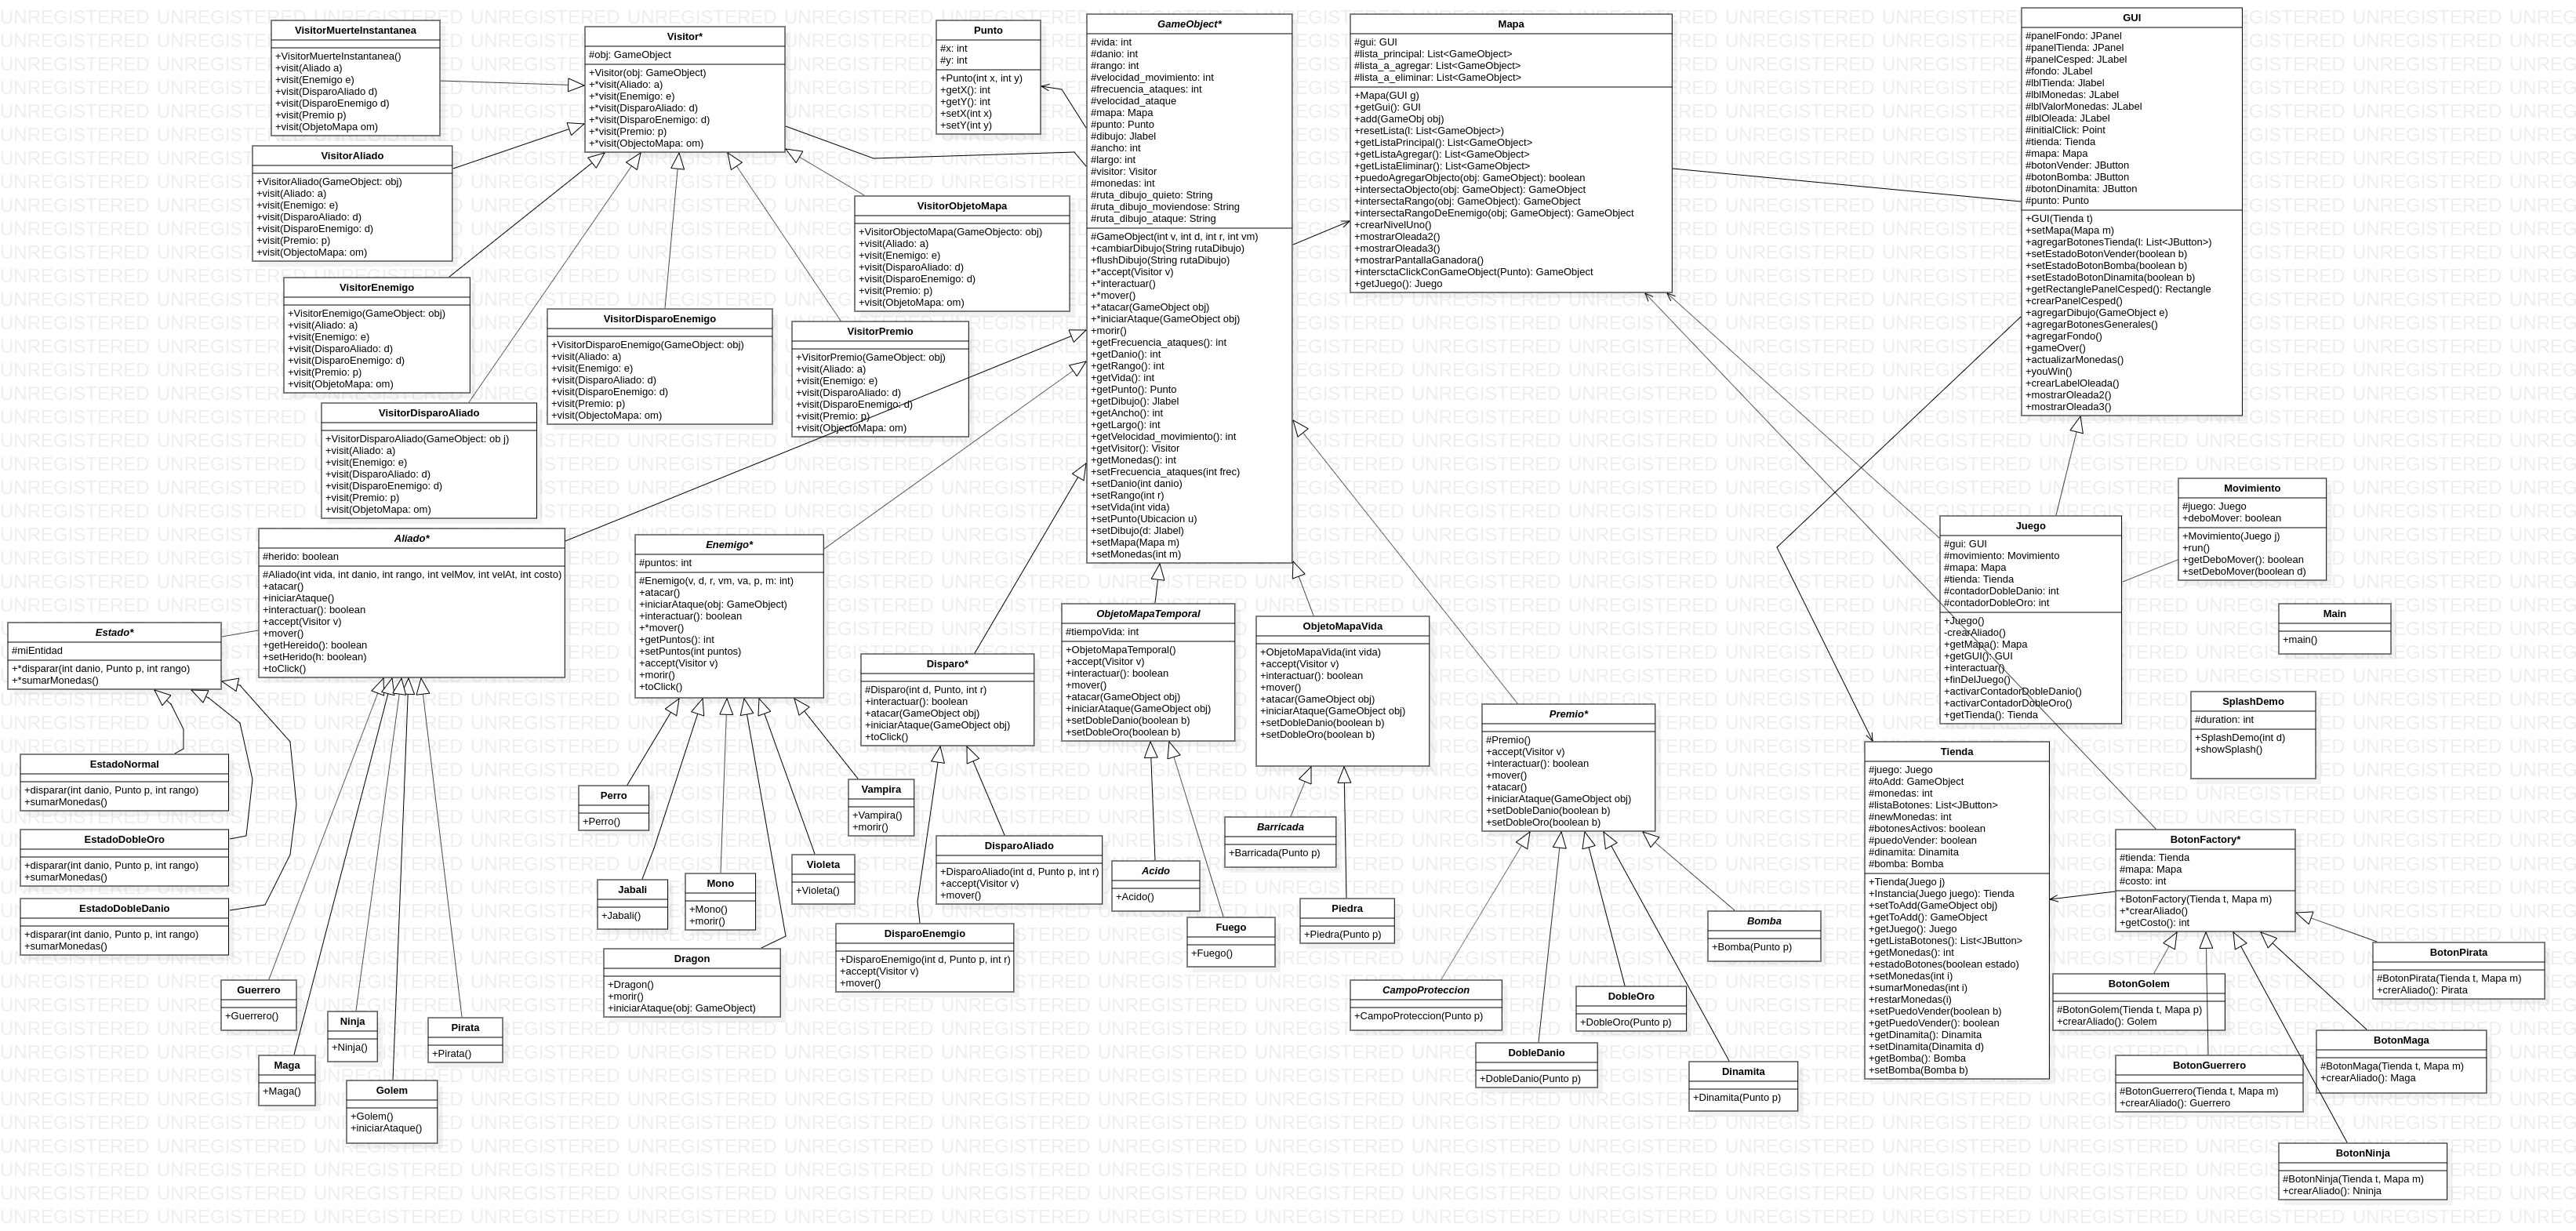 VisitorMuerteInstantanea
+VisitorMuerteInstantanea()
+visit(Aliado a)
+visit(Enemigo e)
+visit(DisparoAliado d)
+visit(DisparoEnemigo d)
+visit(Premio p)
+visit(ObjetoMapa om)
Visitor*
#obj: GameObject
+Visitor(obj: GameObject)
+*visit(Aliado: a)
+*visit(Enemigo: e)
+*visit(DisparoAliado: d)
+*visit(DisparoEnemigo: d)
+*visit(Premio: p)
+*visit(ObjectoMapa: om)
Punto
#x: int
#y: int
+Punto(int x, int y)
+getX(): int
+getY(): int
+setX(int x)
+setY(int y)
GameObject*
#vida: int
#danio: int
#rango: int
#velocidad_movimiento: int
#frecuencia_ataques: int
#velocidad_ataque
#mapa: Mapa
#punto: Punto
#dibujo: Jlabel
#ancho: int
#largo: int
#visitor: Visitor
#monedas: int
#ruta_dibujo_quieto: String
#ruta_dibujo_moviendose: String
#ruta_dibujo_ataque: String
#GameObject(int v, int d, int r, int vm)
+cambiarDibujo(String rutaDibujo)
+flushDibujo(String rutaDibujo)
+*accept(Visitor v)
+*interactuar()
+*mover()
+*atacar(GameObject obj)
+*iniciarAtaque(GameObject obj)
+morir()
+getFrecuencia_ataques(): int
+getDanio(): int
+getRango(): int
+getVida(): int
+getPunto(): Punto
+getDibujo(): Jlabel
+getAncho(): int
+getLargo(): int
+getVelocidad_movimiento(): int
+getVisitor(): Visitor
+getMonedas(): int
+setFrecuencia_ataques(int frec)
+setDanio(int danio)
+setRango(int r)
+setVida(int vida)
+setPunto(Ubicacion u)
+setDibujo(d: Jlabel)
+setMapa(Mapa m)
+setMonedas(int m)
Mapa
#gui: GUI
#lista_principal: List<GameObject>
#lista_a_agregar: List<GameObject>
#lista_a_eliminar: List<GameObject>
+Mapa(GUI g)
+getGui(): GUI
+add(GameObj obj)
+resetLista(l: List<GameObject>)
+getListaPrincipal(): List<GameObject>
+getListaAgregar(): List<GameObject>
+getListaEliminar(): List<GameObject>
+puedoAgregarObjecto(obj: GameObject): boolean
+intersectaObjecto(obj: GameObject): GameObject
+intersectaRango(obj: GameObject): GameObject
+intersectaRangoDeEnemigo(obj; GameObject): GameObject
+crearNivelUno()
+mostrarOleada2()
+mostrarOleada3()
+mostrarPantallaGanadora()
+intersctaClickConGameObject(Punto): GameObject
+getJuego(): Juego
GUI
#panelFondo: JPanel
#panelTienda: JPanel
#panelCesped: JLabel
#fondo: JLabel
#lblTienda: Jlabel
#lblMonedas: JLabel
#lblValorMonedas: JLabel
#lblOleada: JLabel
#initialClick: Point
#tienda: Tienda
#mapa: Mapa
#botonVender: JButton
#botonBomba: JButton
#botonDinamita: JButton
#punto: Punto
+GUI(Tienda t)
+setMapa(Mapa m)
+agregarBotonesTienda(l: List<JButton>)
+setEstadoBotonVender(boolean b)
+setEstadoBotonBomba(boolean b)
+setEstadoBotonDinamita(boolean b)
+getRectanglePanelCesped(): Rectangle
+crearPanelCesped()
+agregarDibujo(GameObject e)
+agregarBotonesGenerales()
+agregarFondo()
+gameOver()
+actualizarMonedas()
+youWin()
+crearLabelOleada()
+mostrarOleada2()
+mostrarOleada3()
VisitorAliado
+VisitorAliado(GameObject: obj)
+visit(Aliado: a)
+visit(Enemigo: e)
+visit(DisparoAliado: d)
+visit(DisparoEnemigo: d)
+visit(Premio: p)
+visit(ObjectoMapa: om)
VisitorObjetoMapa
+VisitorObjectoMapa(GameObjecto: obj)
+visit(Aliado: a)
+visit(Enemigo: e)
+visit(DisparoAliado: d)
+visit(DisparoEnemigo: d)
+visit(Premio: p)
+visit(ObjetoMapa: om)
VisitorEnemigo
+VisitorEnemigo(GameObject: obj)
+visit(Aliado: a)
+visit(Enemigo: e)
+visit(DisparoAliado: d)
+visit(DisparoEnemigo: d)
+visit(Premio: p)
+visit(ObjetoMapa: om)
VisitorDisparoEnemigo
+VisitorDisparoEnemigo(GameObject: obj)
+visit(Aliado: a)
+visit(Enemigo: e)
+visit(DisparoAliado: d)
+visit(DisparoEnemigo: d)
+visit(Premio: p)
+visit(ObjectoMapa: om)
VisitorPremio
+VisitorPremio(GameObject: obj)
+visit(Aliado: a)
+visit(Enemigo: e)
+visit(DisparoAliado: d)
+visit(DisparoEnemigo: d)
+visit(Premio: p)
+visit(ObjectoMapa: om)
VisitorDisparoAliado
+VisitorDisparoAliado(GameObject: ob j)
+visit(Aliado: a)
+visit(Enemigo: e)
+visit(DisparoAliado: d)
+visit(DisparoEnemigo: d)
+visit(Premio: p)
+visit(ObjetoMapa: om)
Movimiento
#juego: Juego
+deboMover: boolean
+Movimiento(Juego j)
+run()
+getDeboMover(): boolean
+setDeboMover(boolean d)
Juego
#gui: GUI
#movimiento: Movimiento
#mapa: Mapa
#tienda: Tienda
#contadorDobleDanio: int
#contadorDobleOro: int
+Juego()
-crearAliado()
+getMapa(): Mapa
+getGUI(): GUI
+interactuar()
+finDelJuego()
+activarContadorDobleDanio()
+activarContadorDobleOro()
+getTienda(): Tienda
Aliado*
#herido: boolean
#Aliado(int vida, int danio, int rango, int velMov, int velAt, int costo)
+atacar()
+iniciarAtaque()
+interactuar(): boolean
+accept(Visitor v)
+mover()
+getHereido(): boolean
+setHerido(h: boolean)
+toClick()
Enemigo*
#puntos: int
#Enemigo(v, d, r, vm, va, p, m: int)
+atacar()
+iniciarAtaque(obj: GameObject)
+interactuar(): boolean
+*mover()
+getPuntos(): int
+setPuntos(int puntos)
+accept(Visitor v)
+morir()
+toClick()
Main
+main()
ObjetoMapaTemporal
#tiempoVida: int
+ObjetoMapaTemporal()
+accept(Visitor v)
+interactuar(): boolean
+mover()
+atacar(GameObject obj)
+iniciarAtaque(GameObject obj)
+setDobleDanio(boolean b)
+setDobleOro(boolean b)
ObjetoMapaVida
+ObjetoMapaVida(int vida)
+accept(Visitor v)
+interactuar(): boolean
+mover()
+atacar(GameObject obj)
+iniciarAtaque(GameObject obj)
+setDobleDanio(boolean b)
+setDobleOro(boolean b)
Estado*
#miEntidad
+*disparar(int danio, Punto p, int rango)
+*sumarMonedas()
Disparo*
#Disparo(int d, Punto, int r)
+interactuar(): boolean
+atacar(GameObject obj)
+iniciarAtaque(GameObject obj)
+toClick()
SplashDemo
#duration: int
+SplashDemo(int d)
+showSplash()
Premio*
#Premio()
+accept(Visitor v)
+interactuar(): boolean
+mover()
+atacar()
+iniciarAtaque(GameObject obj)
+setDobleDanio(boolean b)
+setDobleOro(boolean b)
Tienda
#juego: Juego
#toAdd: GameObject
#monedas: int
#listaBotones: List<JButton>
#newMonedas: int
#botonesActivos: boolean
#puedoVender: boolean
#dinamita: Dinamita
#bomba: Bomba
+Tienda(Juego j)
+Instancia(Juego juego): Tienda
+setToAdd(GameObject obj)
+getToAdd(): GameObject
+getJuego(): Juego
+getListaBotones(): List<JButton>
+getMonedas(): int
+estadoBotones(boolean estado)
+setMonedas(int i)
+sumarMonedas(int i)
+restarMonedas(i)
+setPuedoVender(boolean b)
+getPuedoVender(): boolean
+getDinamita(): Dinamita
+setDinamita(Dinamita d)
+getBomba(): Bomba
+setBomba(Bomba b)
EstadoNormal
+disparar(int danio, Punto p, int rango)
+sumarMonedas()
EstadoDobleOro
+disparar(int danio, Punto p, int rango)
+sumarMonedas()
EstadoDobleDanio
+disparar(int danio, Punto p, int rango)
+sumarMonedas()
Perro
+Perro()
Vampira
+Vampira()
+morir()
Barricada
+Barricada(Punto p)
BotonFactory*
#tienda: Tienda
#mapa: Mapa
#costo: int
+BotonFactory(Tienda t, Mapa m)
+*crearAliado()
+getCosto(): int
DisparoAliado
+DisparoAliado(int d, Punto p, int r)
+accept(Visitor v)
+mover()
Violeta
+Violeta()
Acido
+Acido()
Jabali
+Jabali()
Mono
+Mono()
+morir()
Piedra
+Piedra(Punto p)
Bomba
+Bomba(Punto p)
Fuego
+Fuego()
DisparoEnemgio
+DisparoEnemigo(int d, Punto p, int r)
+accept(Visitor v)
+mover()
Dragon
+Dragon()
+morir()
+iniciarAtaque(obj: GameObject)
BotonPirata
#BotonPirata(Tienda t, Mapa m)
+crerAliado(): Pirata
BotonGolem
#BotonGolem(Tienda t, Mapa p)
+crearAliado(): Golem
Guerrero
+Guerrero()
CampoProteccion
+CampoProteccion(Punto p)
DobleOro
+DobleOro(Punto p)
Ninja
+Ninja()
Pirata
+Pirata()
BotonMaga
#BotonMaga(Tienda t, Mapa m)
+crearAliado(): Maga
DobleDanio
+DobleDanio(Punto p)
Maga
+Maga()
BotonGuerrero
#BotonGuerrero(Tienda t, Mapa m)
+crearAliado(): Guerrero
Dinamita
+Dinamita(Punto p)
Golem
+Golem()
+iniciarAtaque()
BotonNinja
#BotonNinja(Tienda t, Mapa m)
+crearAliado(): Nninja